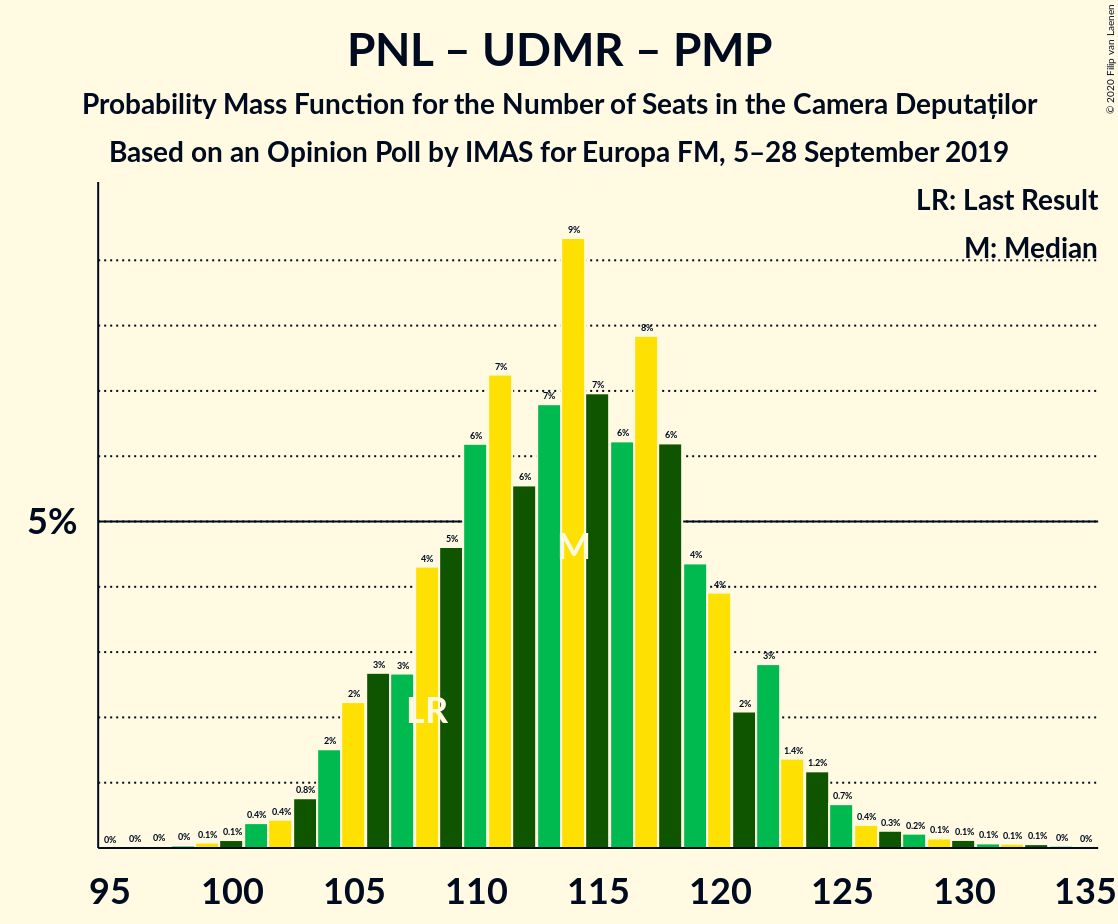 PNL – UDMR – PMP
Probability Mass Function for the Number of Seats in the Camera Deputaților
Based on an Opinion Poll by IMAS for Europa FM, 5–28 September 2019
© 2020 Filip van Laenen
LR: Last Result
M: Median
5%
0% 0% 0% 0% 0.1% 0.1% 0.4% 0.4% 0.8% 2% 2% 3% 3% 4% 5% 6% 7% 6% 7% 9% 7% 6% 8% 6% 4% 4% 2% 3% 1.4% 1.2% 0.7% 0.4% 0.3% 0.2% 0.1% 0.1% 0.1% 0.1% 0.1% 0% 0%
M
LR
95 100 105 110 115 120 125 130 135